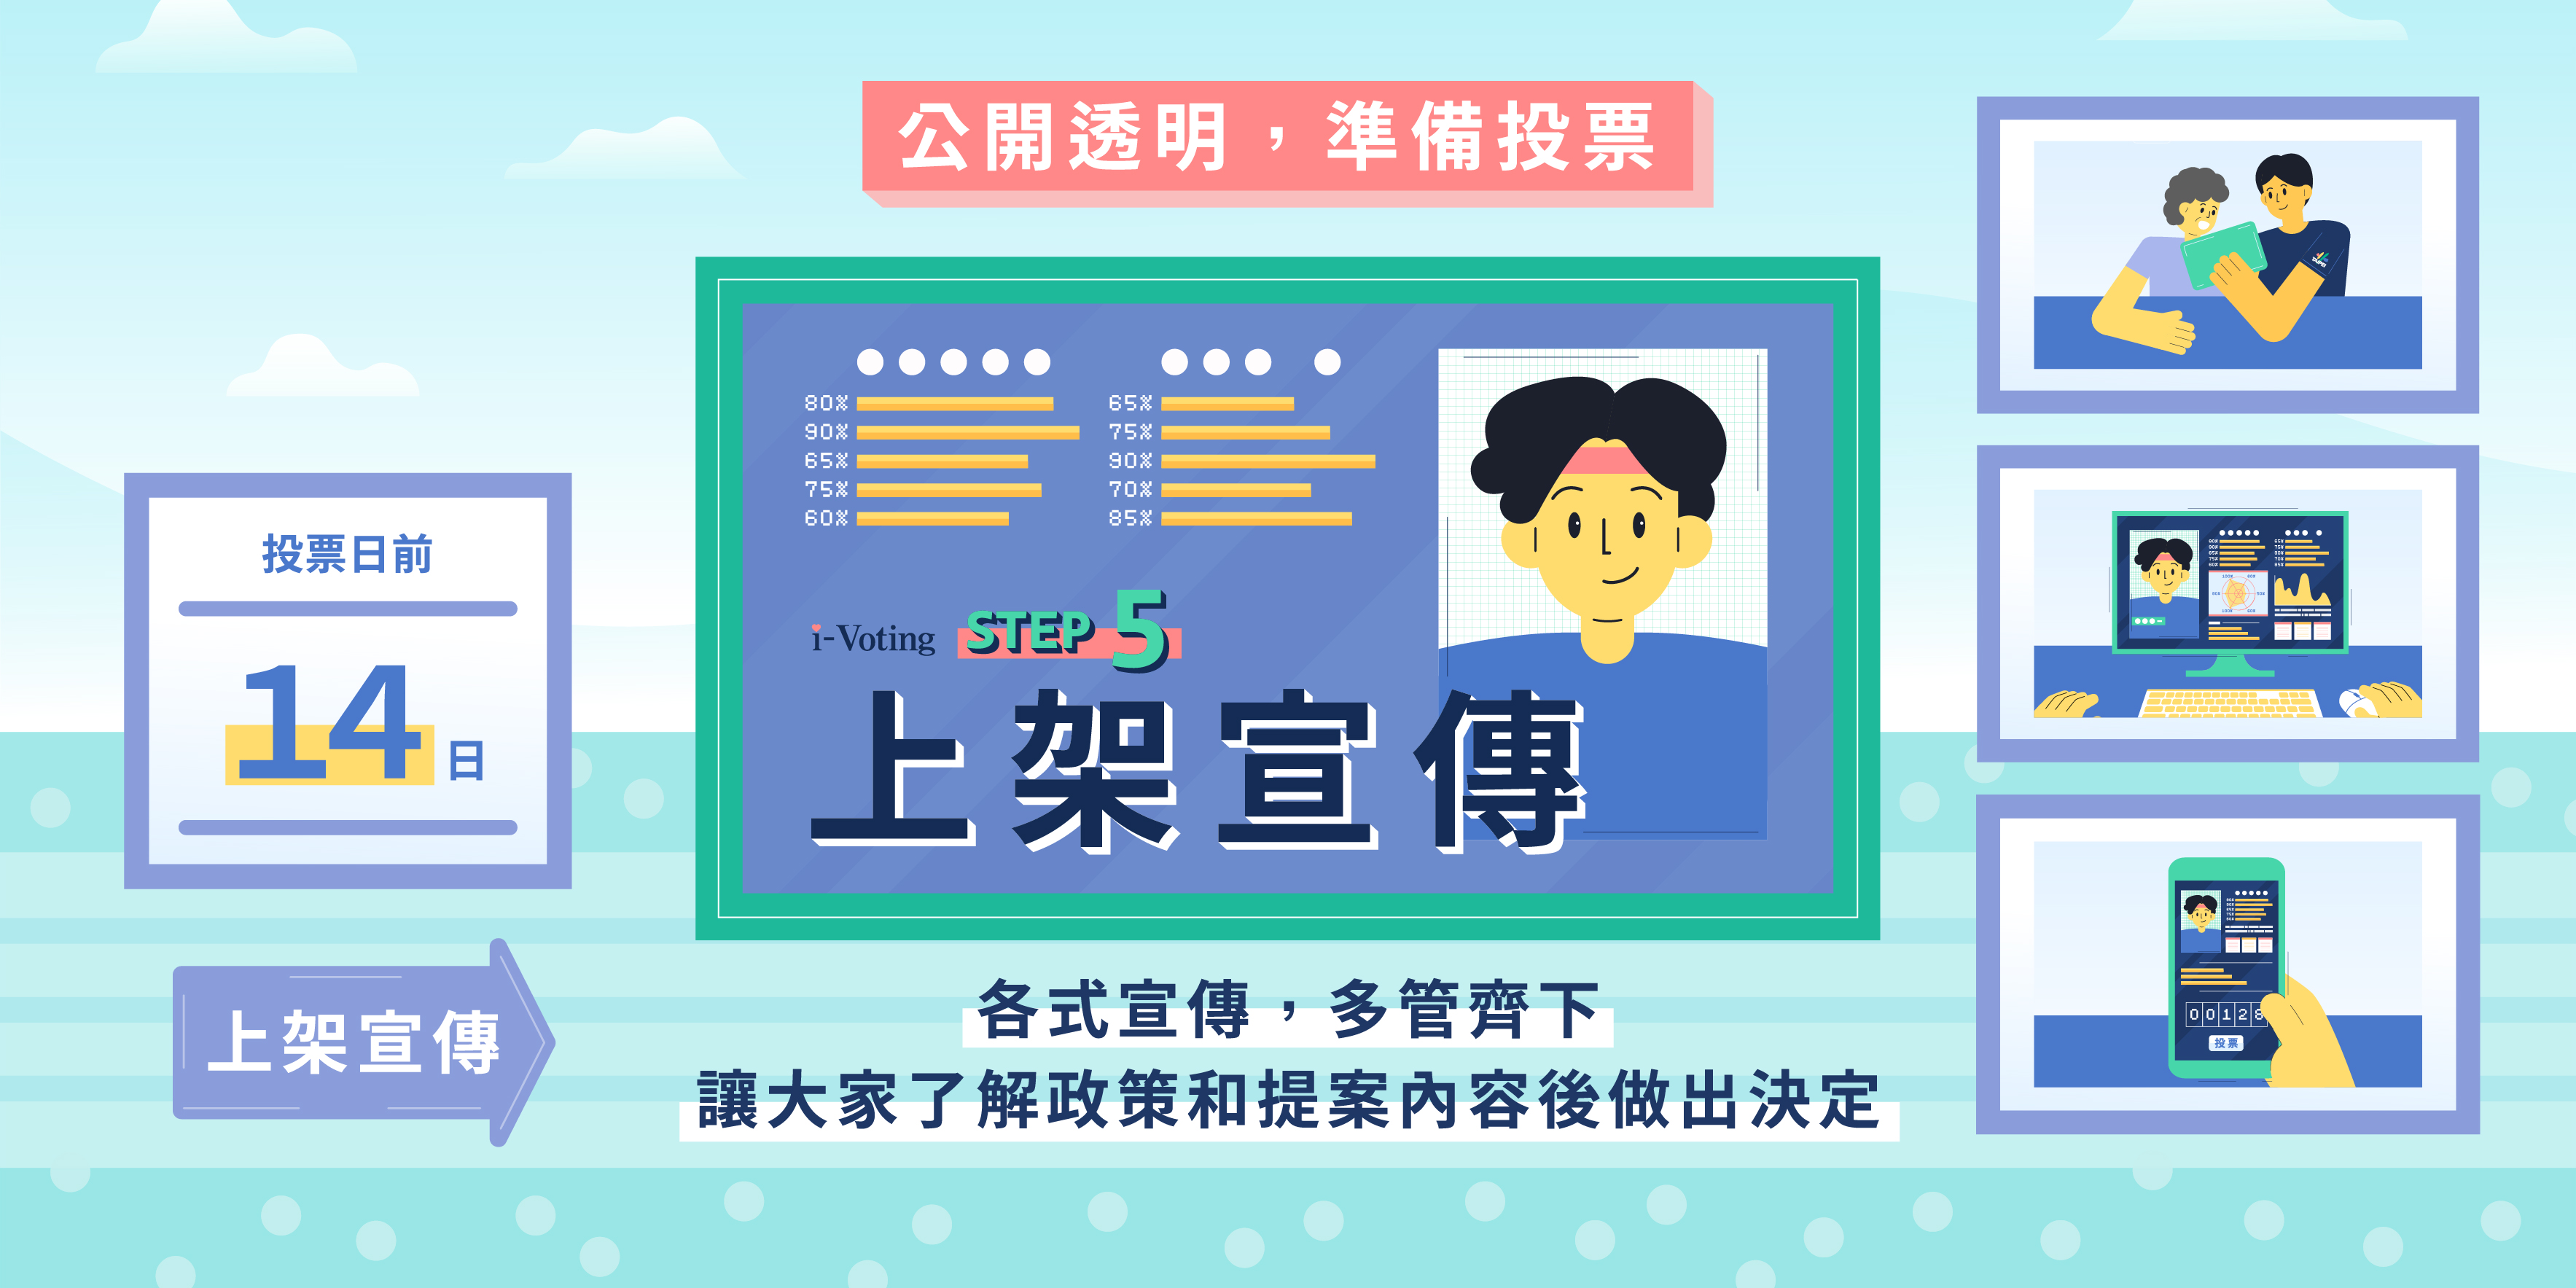 公開透明，準備投票
80%
90%
65%
75%
60%
65%
75%
90%
70%
85%
i-Voting STEP 5
上架宣傳
投票日前
14日
上架宣傳
各式宣傳，多管齊下
讓大家了解政策和提案內容後做出決定
TAIPEI
00128
投票